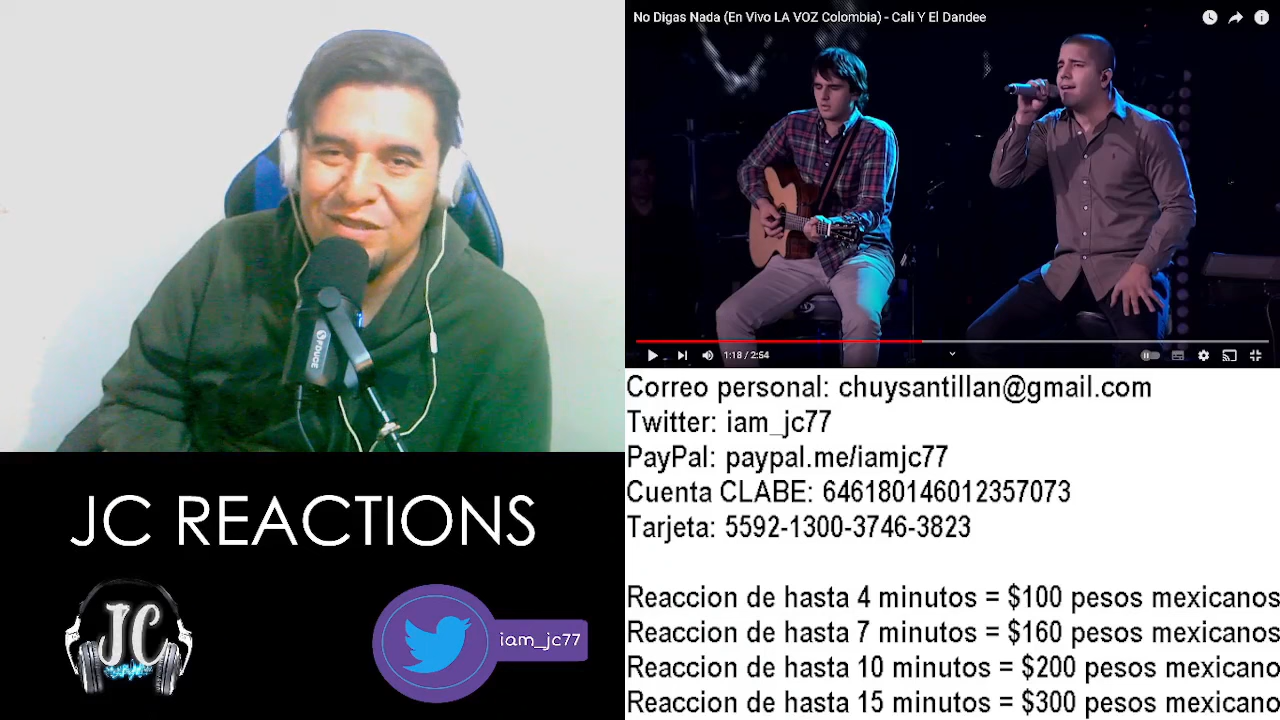 No Digas Nada (En Vivo LA VOZ Colombia) - Cali Y El Dandee
1:18 / 2:54
FDUCE
Correo personal: chuysantillan@gmail.com
Twitter: iam_jc77
PayPal: paypal.me/iamjc77
Cuenta CLABE: 646180146012357073
Tarjeta: 5592-1300-3746-3823
Reaccion de hasta 4 minutos = $100 pesos mexicanos
Reaccion de hasta 7 minutos = $160 pesos mexicanos
Reaccion de hasta 10 minutos = $200 pesos mexicano
Reaccion de hasta 15 minutos = $300 pesos mexicano
JC REACTIONS
JC
iam_jc77